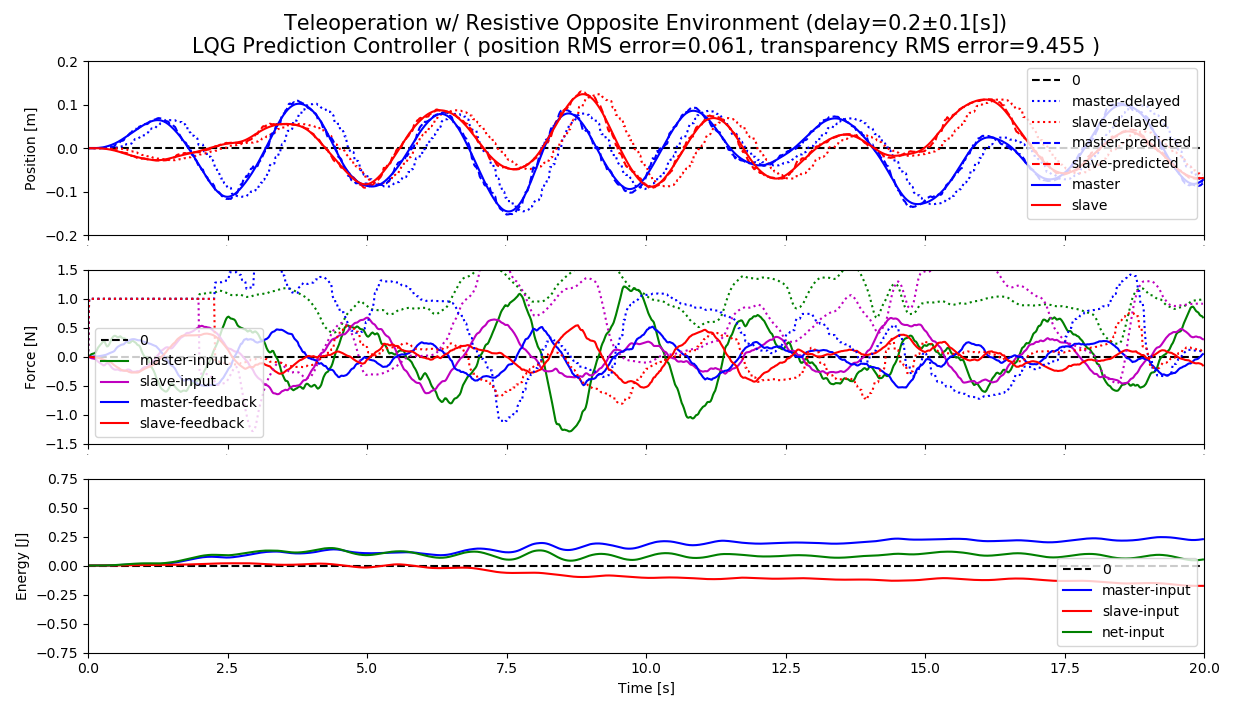 Teleoperation w/ Resistive Opposite Environment (delay=0.2±0.1[s])
LQG Prediction Controller ( position RMS error=0.061, transparency RMS error=9.455 )
Position [m]
0.2
0.1
0.0
−0.1
−0.2
0
master-delayed
slave-delayed
master-predicted
slave-predicted
master
slave
Force [N]
1.5
1.0
0.5
0.0
−0.5
−1.0
−1.5
0
master-input
slave-input
master-feedback
slave-feedback
Energy [J]
0.75
0.50
0.25
0.00
−0.25
−0.50
−0.75
0
master-input
slave-input
net-input
0.0 2.5 5.0 7.5 10.0 12.5 15.0 17.5 20.0
Time [s]